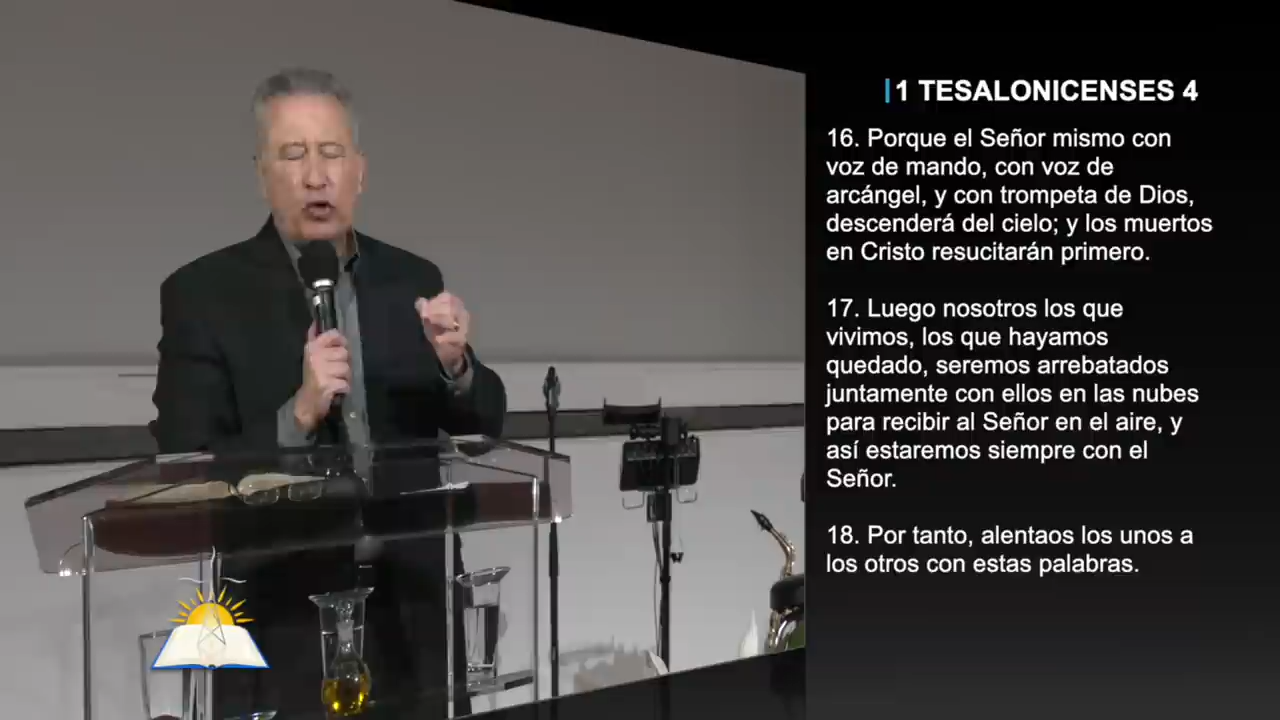 1 TESALONICENSES 4
16. Porque el Señor mismo con
voz de mando, con voz de
arcángel, y con trompeta de Dios,
descenderá del cielo; y los muertos
en Cristo resucitarán primero.
17. Luego nosotros los que
vivimos, los que hayamos
quedado, seremos arrebatados
juntamente con ellos en las nubes
para recibir al Señor en el aire, y
así estaremos siempre con el
Señor.
18. Por tanto, alentaos los unos a
los otros con estas palabras.